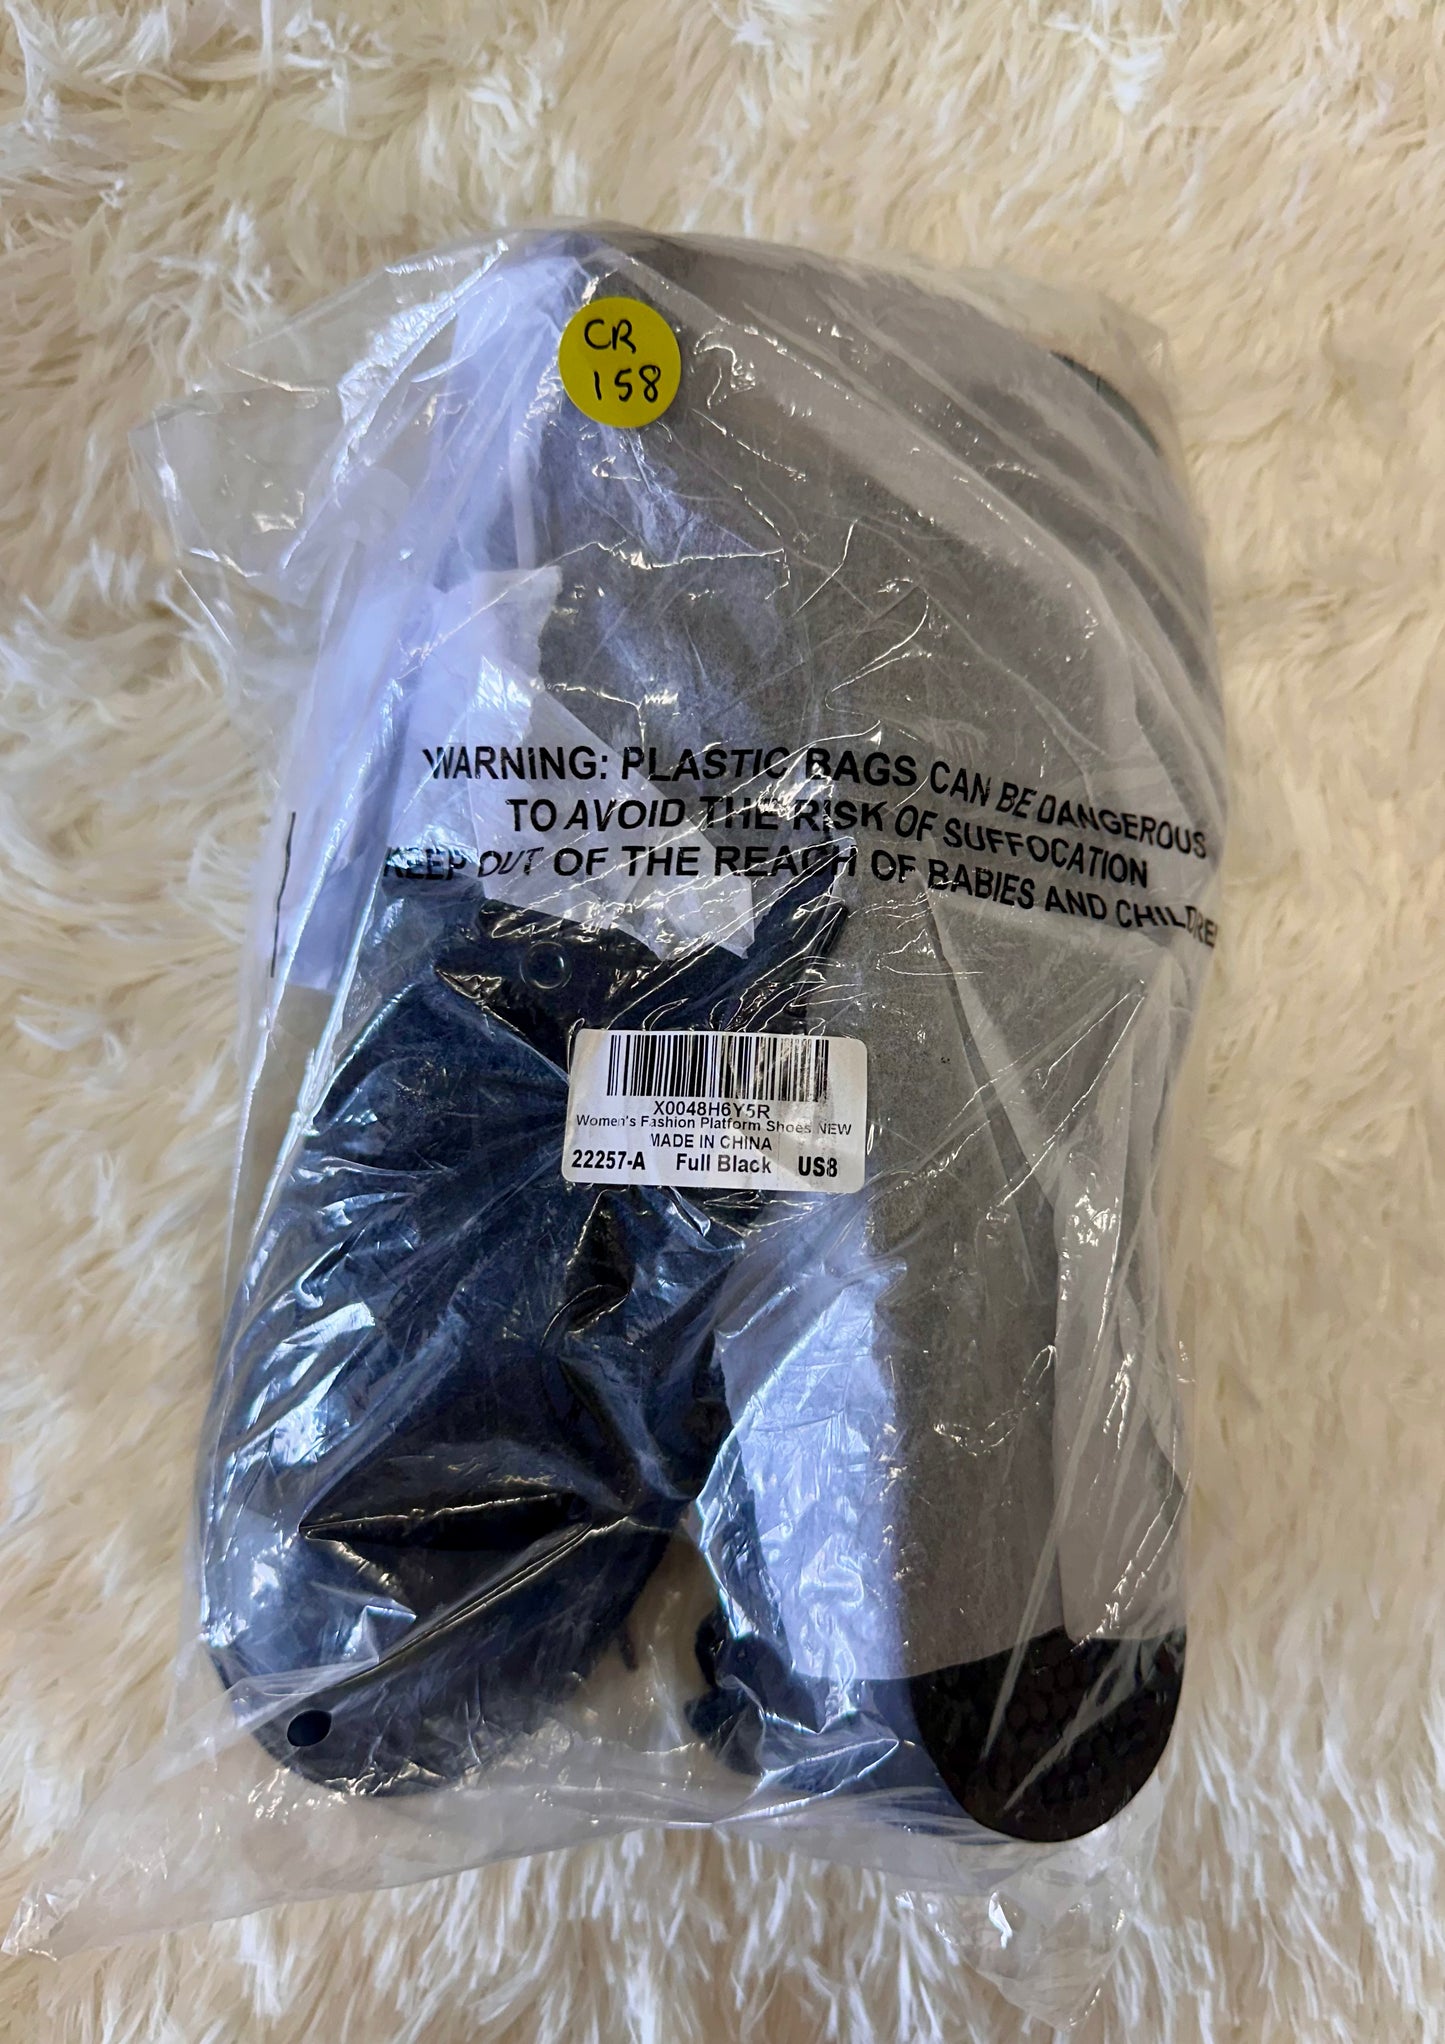 CR
158
WARNING: PLASTIC BAGS CAN BE DANGEROUS
TO AVOID THE RISK OF SUFFOCATION
KEEP OUT OF THE REACH OF BABIES AND CHILDRE
X0048H6Y5R
Women's Fashion Platform Shoes NEW
MADE IN CHINA
22257-A Full Black US8